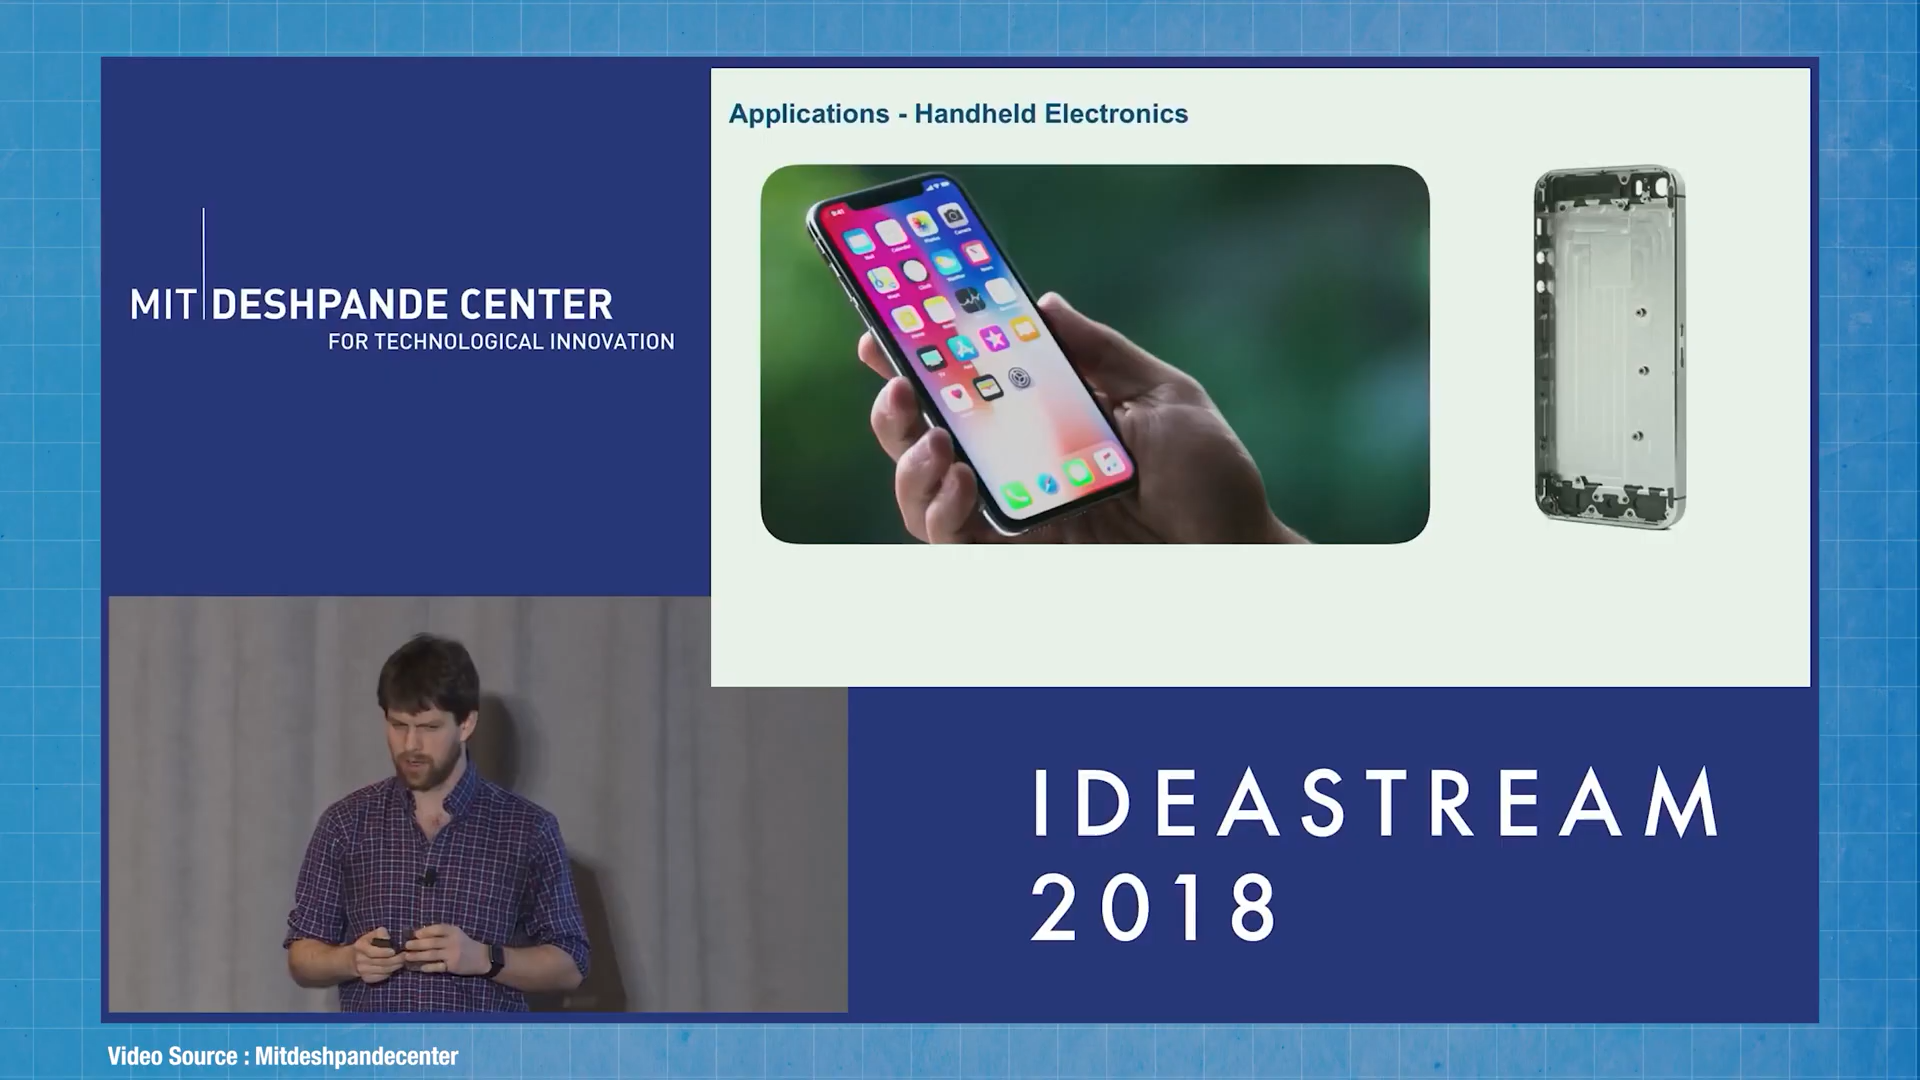 Applications - Handheld Electronics
MIT DESHPANDE CENTER
FOR TECHNOLOGICAL INNOVATION
IDEASTREAM
2018
Video Source : Mitdeshpandecenter